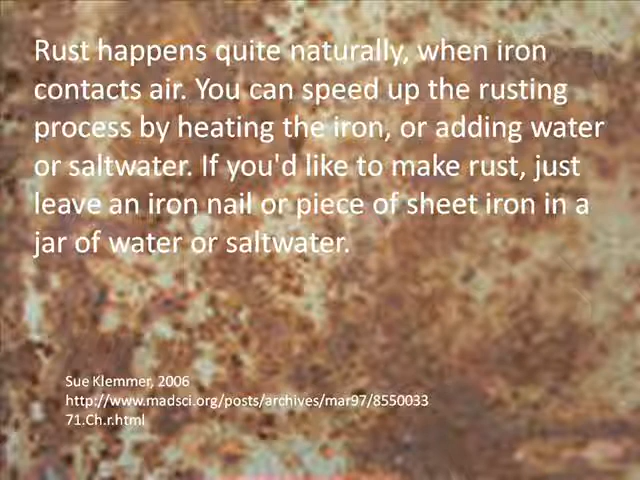 Rust happens quite naturally, when iron
contacts air. You can speed up the rusting
process by heating the iron, or adding water
or saltwater. If you'd like to make rust, just
leave an iron nail or piece of sheet iron in a
jar of water or saltwater.
Sue Klemmer, 2006
http://www.madsci.org/posts/archives/mar97/8550033
71.Ch.r.html